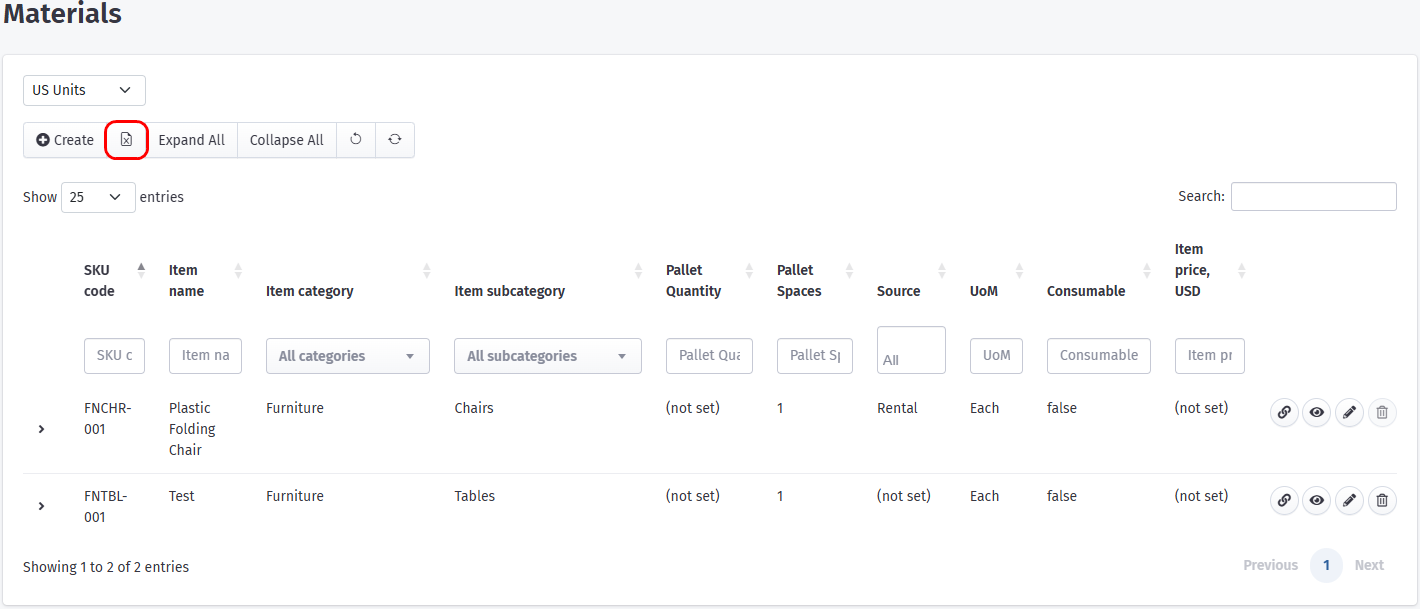 Materials
US Units
Create Expand All Collapse All
Show 25 entries Search:
SKU code Item name Item category Item subcategory Pallet Quantity Pallet Spaces Source UoM Consumable Item price, USD
SKU c Item na All categories All subcategories Pallet Qua Pallet Sp All UoM Consumable Item pr
FNCHR-001 Plastic Folding Chair Furniture Chairs (not set) 1 Rental Each false (not set)
FNTBL-001 Test Furniture Tables (not set) 1 (not set) Each false (not set)
Showing 1 to 2 of 2 entries Previous 1 Next